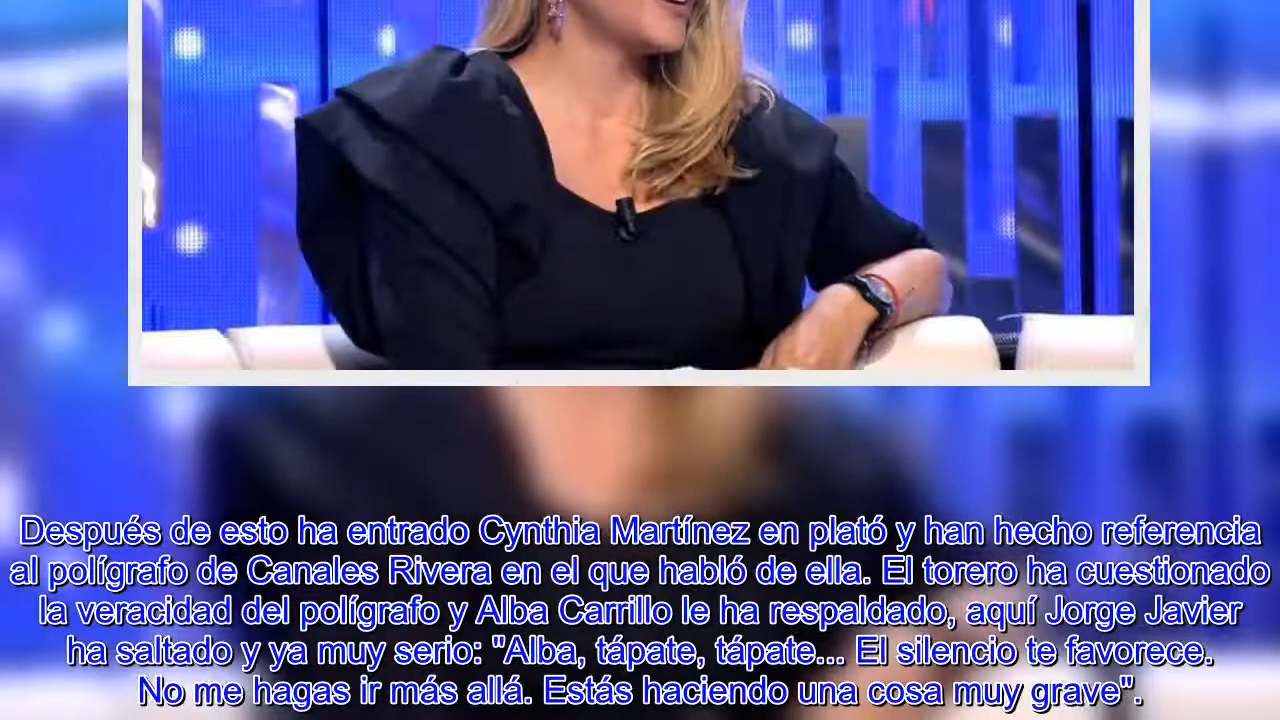 Después de esto ha entrado Cynthia Martínez en plató y han hecho referencia
al polígrafo de Canales Rivera en el que habló de ella. El torero ha cuestionado
la veracidad del polígrafo y Alba Carrillo le ha respaldado, aquí Jorge Javier
ha saltado y ya muy serio: "Alba, tápate, tápate... El silencio te favorece.
No me hagas ir más allá. Estás haciendo una cosa muy grave".